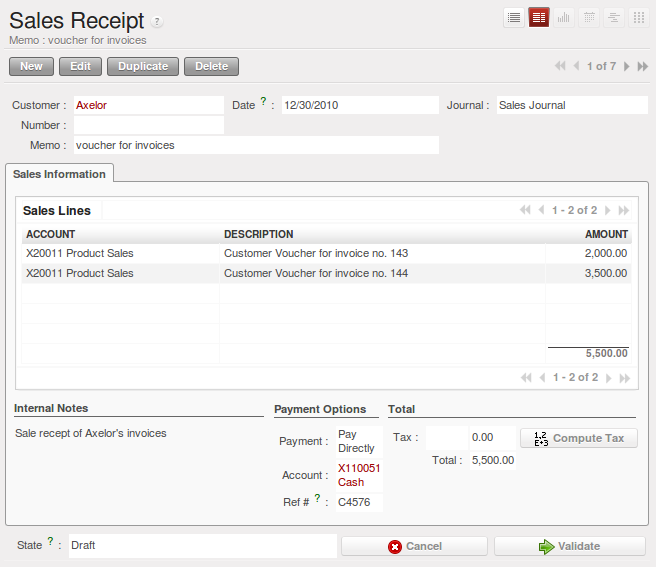 Sales Receipt ?
Memo : voucher for invoices
New Edit Duplicate Delete 1 of 7
Customer : Axelor Date ? : 12/30/2010 Journal : Sales Journal
Number :
Memo : voucher for invoices
Sales Information
Sales Lines 1 - 2 of 2
ACCOUNT DESCRIPTION AMOUNT
X20011 Product Sales Customer Voucher for invoice no. 143 2,000.00
X20011 Product Sales Customer Voucher for invoice no. 144 3,500.00
5,500.00
1 - 2 of 2
Internal Notes Payment Options Total
Sale recept of Axelor's invoices
Payment : Pay Directly
Tax : 0.00 1,2 E+3 Compute Tax
Total : 5,500.00
Account : X110051 Cash
Ref # ? : C4576
State ? : Draft Cancel Validate